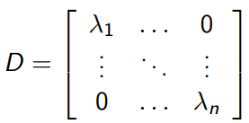 D = [ λ₁ … 0
⋮ ⋱ ⋮
0 … λₙ ]